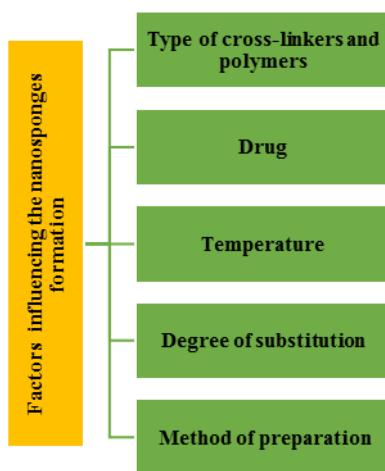 Factors influencing the nanosponges
formation
Type of cross-linkers and
polymers
Drug
Temperature
Degree of substitution
Method of preparation